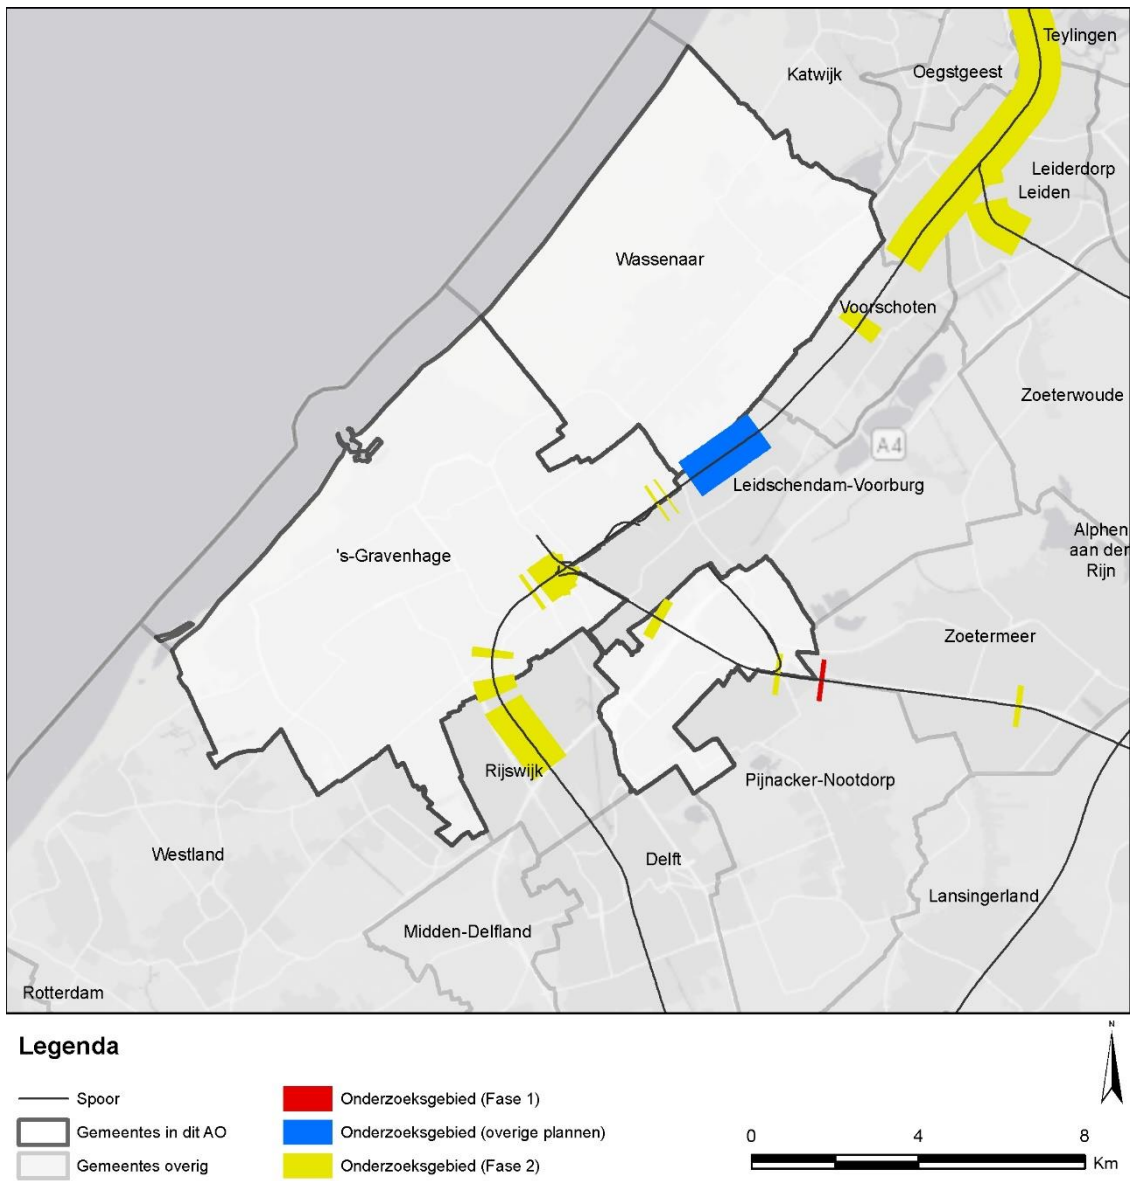 Teylingen
Katwijk
Oegstgeest
Leiderdorp
Leiden
Wassenaar
Voorschoten
Zoeterwoude
A4
Leidschendam-Voorburg
Alphen
aan der
Rijn
's-Gravenhage
Zoetermeer
Rijswijk
Pijnacker-Nootdorp
Westland
Delft
Lansingerland
Midden-Delfland
Rotterdam
Legenda
Spoor
Gemeentes in dit AO
Gemeentes overig
Onderzoeksgebied (Fase 1)
Onderzoeksgebied (overige plannen)
Onderzoeksgebied (Fase 2)
N
0 4 8
Km